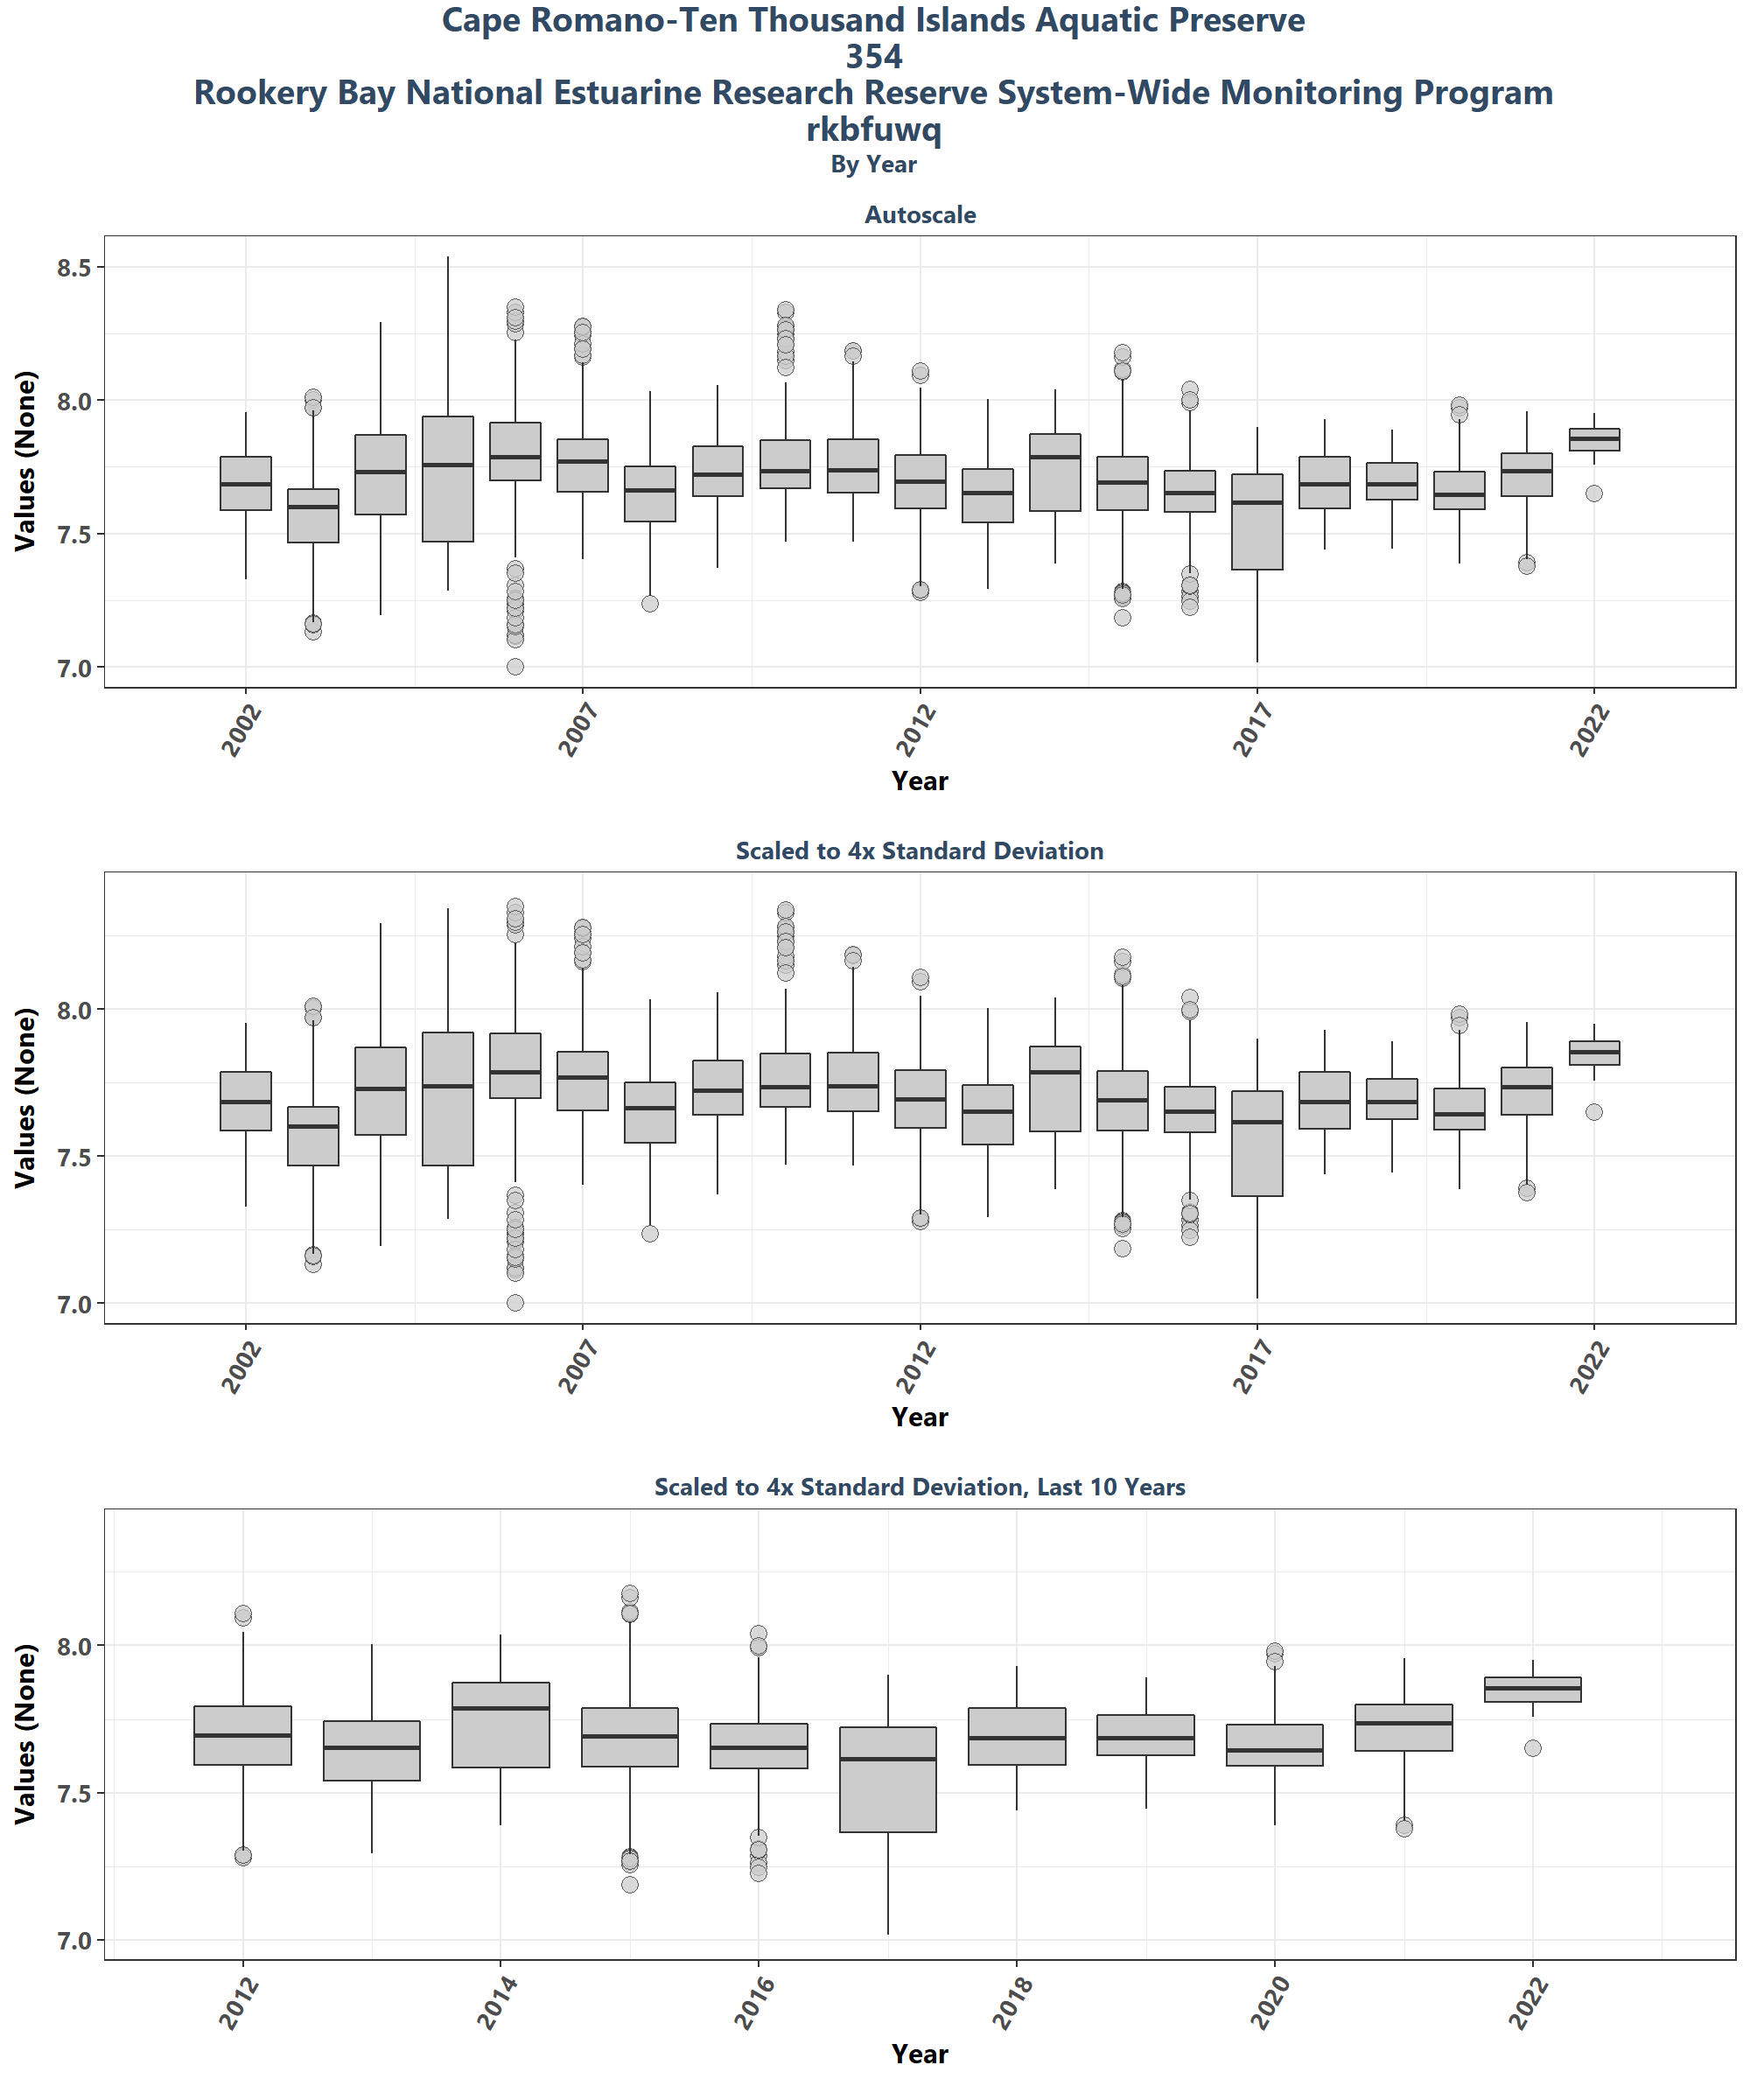 Cape Romano-Ten Thousand Islands Aquatic Preserve
354
Rookery Bay National Estuarine Research Reserve System-Wide Monitoring Program
rkbfuwq
By Year
Autoscale
Values (None)
8.5
8.0
7.5
7.0
2002
2007
2012
2017
2022
Year
Scaled to 4x Standard Deviation
Values (None)
8.0
7.5
7.0
2002
2007
2012
2017
2022
Year
Scaled to 4x Standard Deviation, Last 10 Years
Values (None)
8.0
7.5
7.0
2012
2014
2016
2018
2020
2022
Year